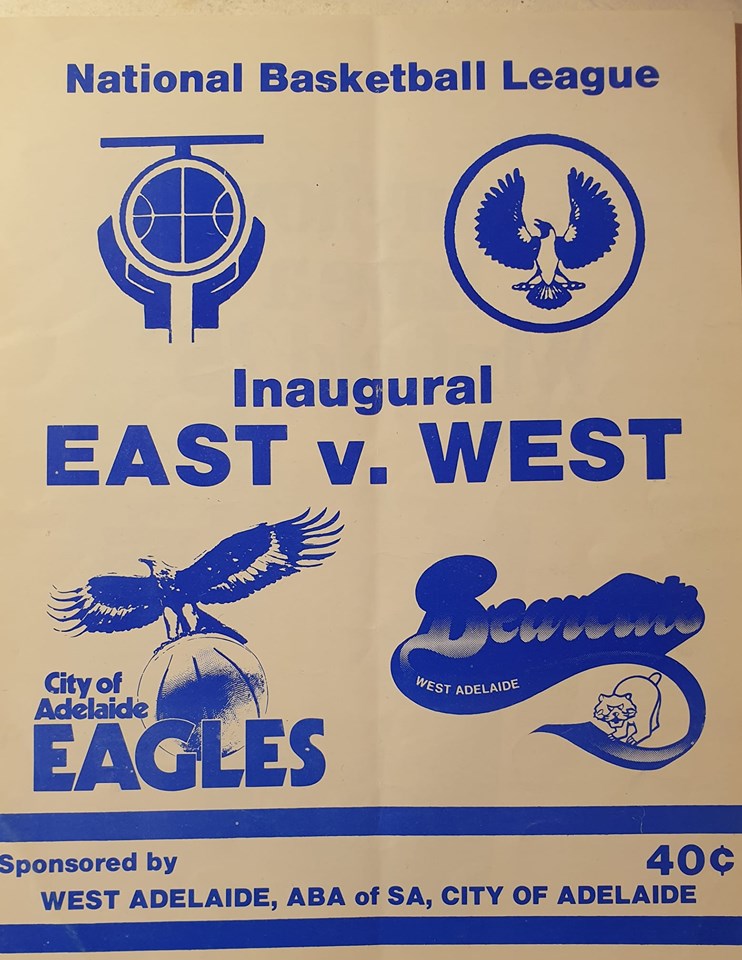 National Basketball League
Inaugural
EAST v. WEST
City of
Adelaide
EAGLES
Bearcats
WEST ADELAIDE
Sponsored by
40¢
WEST ADELAIDE, ABA of SA, CITY OF ADELAIDE